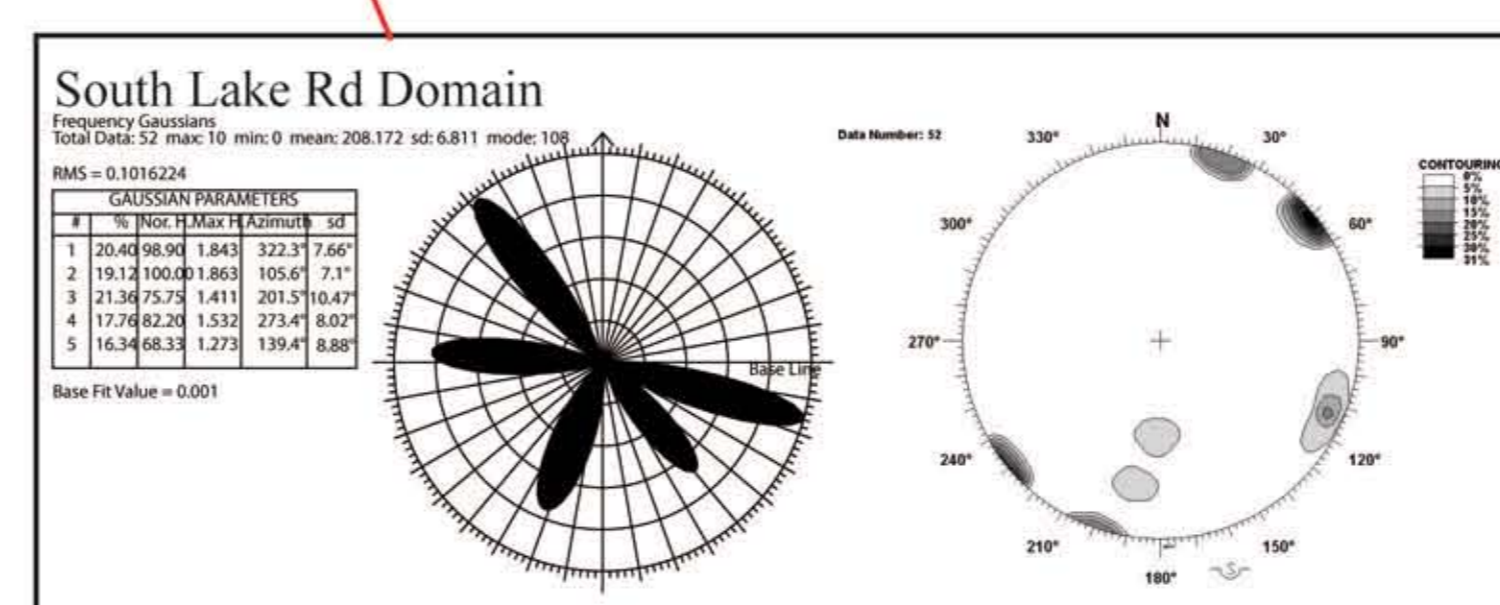 South Lake Rd Domain
Frequency Gaussians
Total Data: 52 max: 10 min: 0 mean: 208.172 sd: 6.811 mode: 108
RMS = 0.1016224
GAUSSIAN PARAMETERS
# % Nor. H. Max H. Azimuth sd
1 20.40 98.90 1.843 322.3° 7.66°
2 19.12 100.00 1.863 105.6° 7.1°
3 21.36 75.75 1.411 201.5° 10.47°
4 17.76 82.20 1.532 273.4° 8.02°
5 16.34 68.33 1.273 139.4° 8.88°
Base Fit Value = 0.001
Base Line
Data Number: 52
N
30°
60°
90°
120°
150°
180°
210°
240°
270°
300°
330°
S
CONTOURING
0%
5%
10%
15%
20%
25%
30%
31%